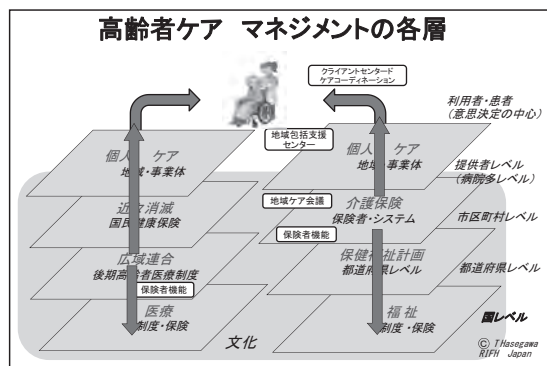 高齢者ケア マネジメントの各層
クライアントセンタード
ケアコーディネーション
利用者・患者
(意思決定の中心)
地域包括支援
センター
個人 ケア
地域・事業体
個人 ケア
地域・事業体
提供者レベル
(病院多レベル)
近々消滅
国民健康保険
地域ケア会議
介護保険
保険者・システム
市区町村レベル
保険者機能
広域連合
後期高齢者医療制度
保健福祉計画
都道府県レベル
都道府県レベル
保険者機能
医療
制度・保険
福祉
制度・保険
国レベル
文化
© THasegawa
RIFH Japan